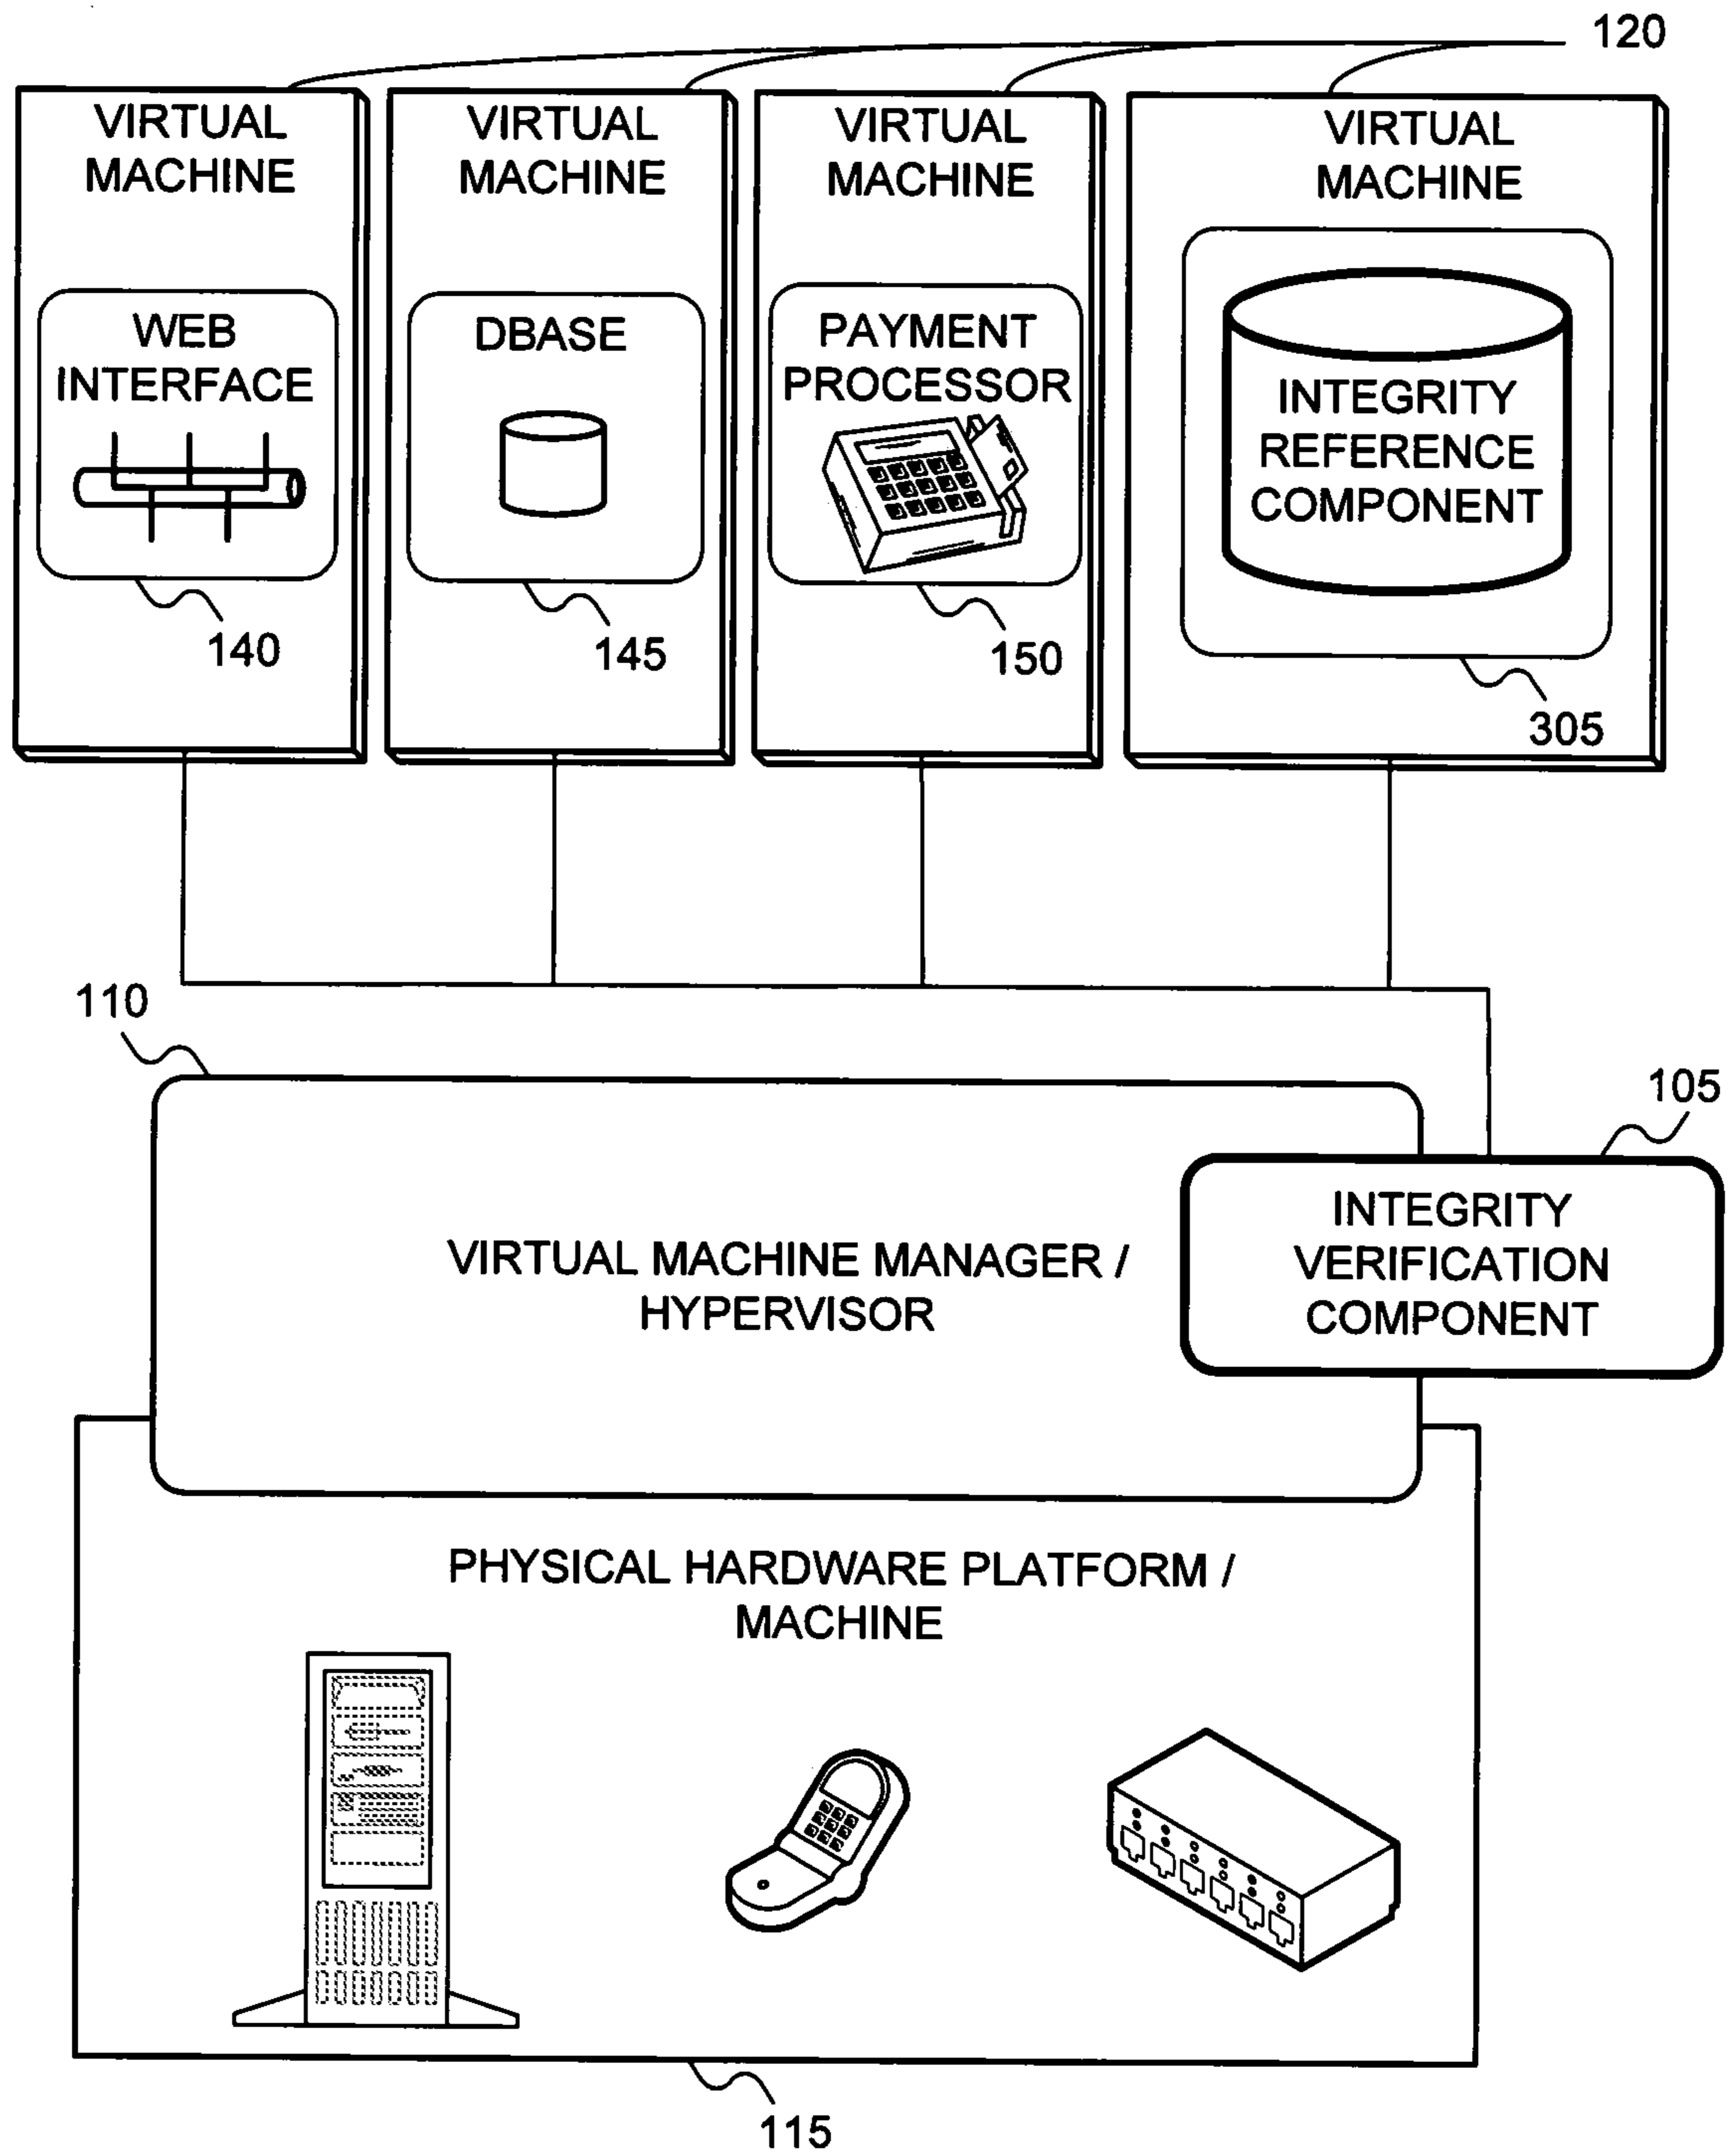 120
VIRTUAL
MACHINE
WEB
INTERFACE
140
VIRTUAL
MACHINE
DBASE
145
VIRTUAL
MACHINE
PAYMENT
PROCESSOR
150
VIRTUAL
MACHINE
INTEGRITY
REFERENCE
COMPONENT
305
110
105
VIRTUAL MACHINE MANAGER /
HYPERVISOR
INTEGRITY
VERIFICATION
COMPONENT
PHYSICAL HARDWARE PLATFORM /
MACHINE
115